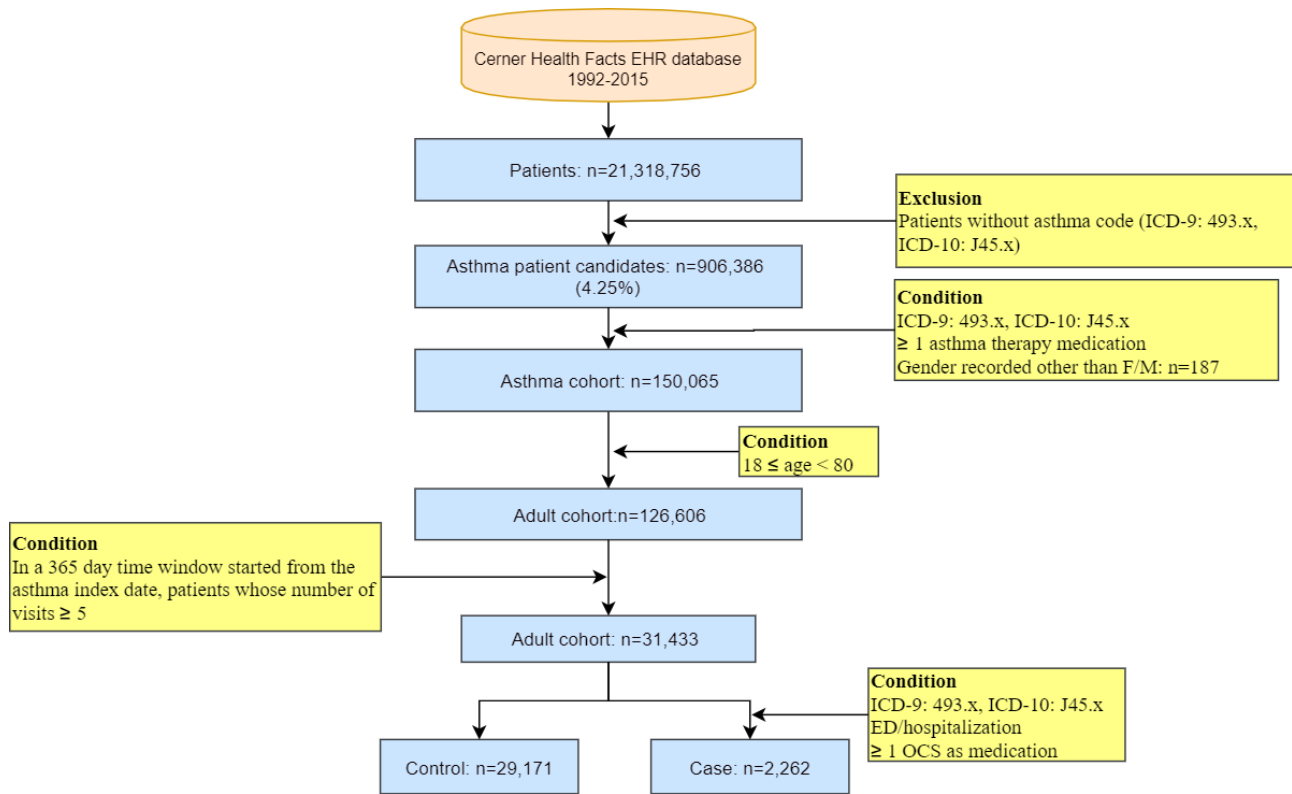 Cerner Health Facts EHR database
1992-2015
Patients: n=21,318,756
Exclusion
Patients without asthma code (ICD-9: 493.x,
ICD-10: J45.x)
Asthma patient candidates: n=906,386
(4.25%)
Condition
ICD-9: 493.x, ICD-10: J45.x
≥ 1 asthma therapy medication
Gender recorded other than F/M: n=187
Asthma cohort: n=150,065
Condition
18 ≤ age < 80
Adult cohort:n=126,606
Condition
In a 365 day time window started from the
asthma index date, patients whose number of
visits ≥ 5
Adult cohort: n=31,433
Condition
ICD-9: 493.x, ICD-10: J45.x
ED/hospitalization
≥ 1 OCS as medication
Control: n=29,171
Case: n=2,262